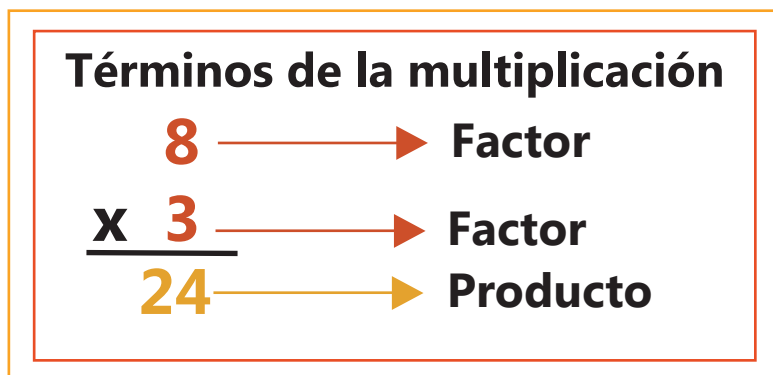 Términos de la multiplicación
8 Factor
x 3 Factor
24 Producto